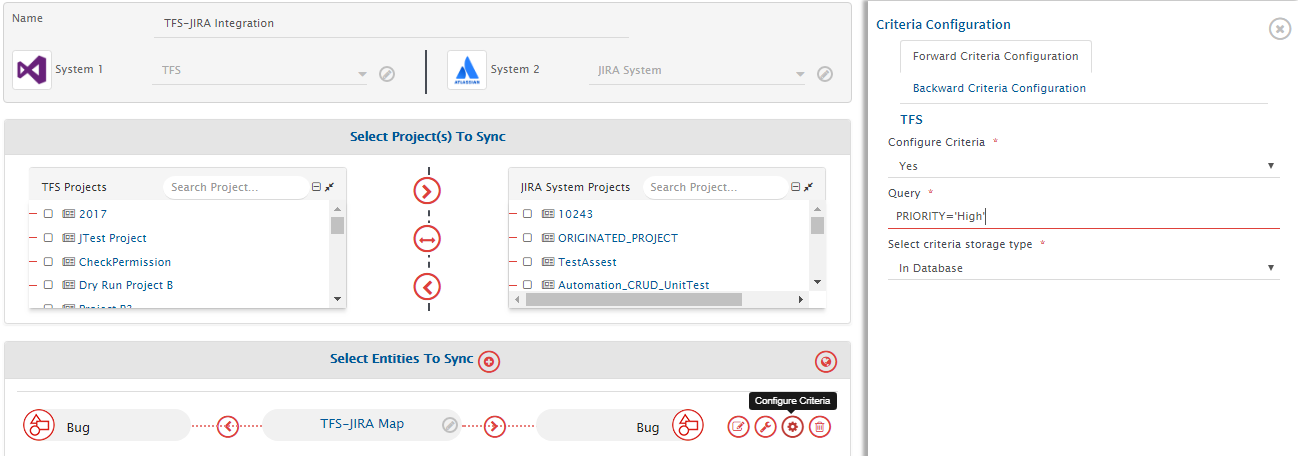 Name
TFS-JIRA Integration
System 1
TFS
ATLASSIAN
System 2
JIRA System
Select Project(s) To Sync
TFS Projects
Search Project...
2017
JTest Project
CheckPermission
Dry Run Project B
JIRA System Projects
Search Project...
10243
ORIGINATED_PROJECT
TestAssest
Automation_CRUD_UnitTest
Select Entities To Sync
Configure Criteria
Bug
TFS-JIRA Map
Bug
Criteria Configuration
Forward Criteria Configuration
Backward Criteria Configuration
TFS
Configure Criteria *
Yes
Query *
PRIORITY='High'
Select criteria storage type *
In Database